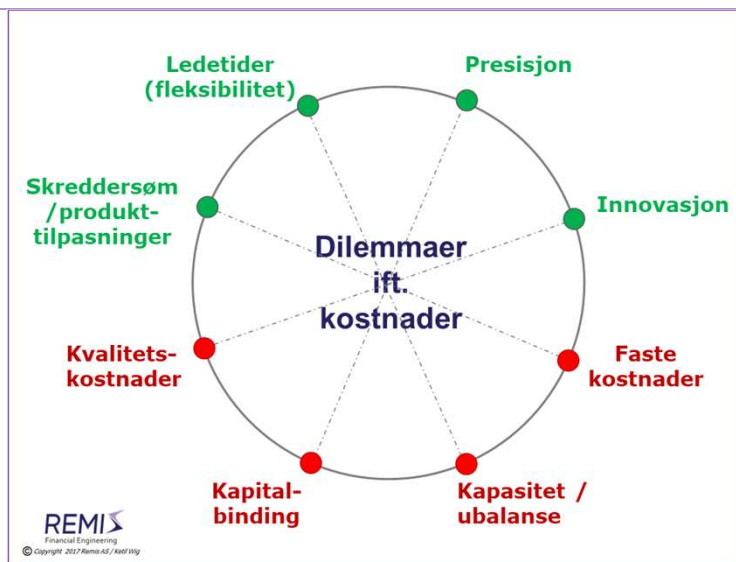 Ledetider
(fleksibilitet)
Presisjon
Skreddersøm
/produkt-
tilpasninger
Innovasjon
Dilemmaer
ift.
kostnader
Kvalitets-
kostnader
Faste
kostnader
Kapital-
binding
Kapasitet /
ubalanse
REMIS
Financial Engineering
© Copyright 2017 Remis AS / Ketil Wig